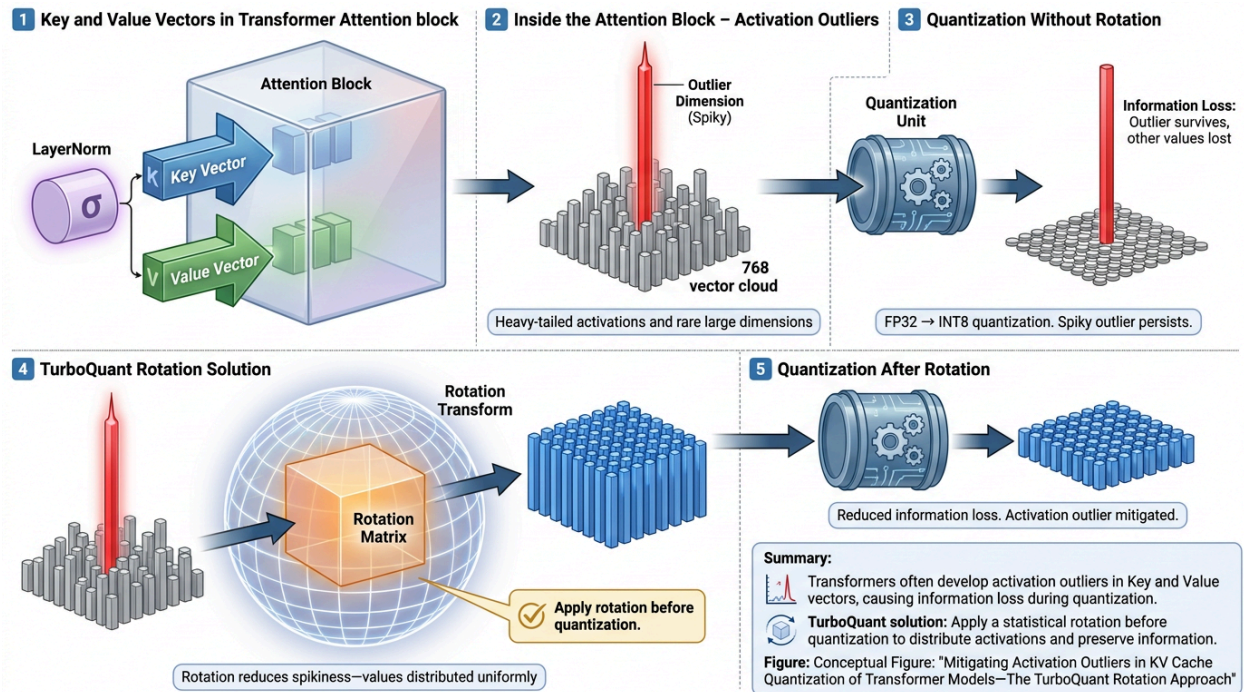 1 Key and Value Vectors in Transformer Attention block
Attention Block
LayerNorm
σ
K Key Vector
V Value Vector
2 Inside the Attention Block – Activation Outliers
Outlier
Dimension
(Spiky)
768
vector cloud
Heavy-tailed activations and rare large dimensions
3 Quantization Without Rotation
Quantization
Unit
Information Loss:
Outlier survives,
other values lost
FP32 → INT8 quantization. Spiky outlier persists.
4 TurboQuant Rotation Solution
Rotation
Transform
Rotation
Matrix
Apply rotation before
quantization.
Rotation reduces spikiness—values distributed uniformly
5 Quantization After Rotation
Reduced information loss. Activation outlier mitigated.
Summary:
Transformers often develop activation outliers in Key and Value
vectors, causing information loss during quantization.
TurboQuant solution: Apply a statistical rotation before
quantization to distribute activations and preserve information.
Figure: Conceptual Figure: "Mitigating Activation Outliers in KV Cache
Quantization of Transformer Models—The TurboQuant Rotation Approach"